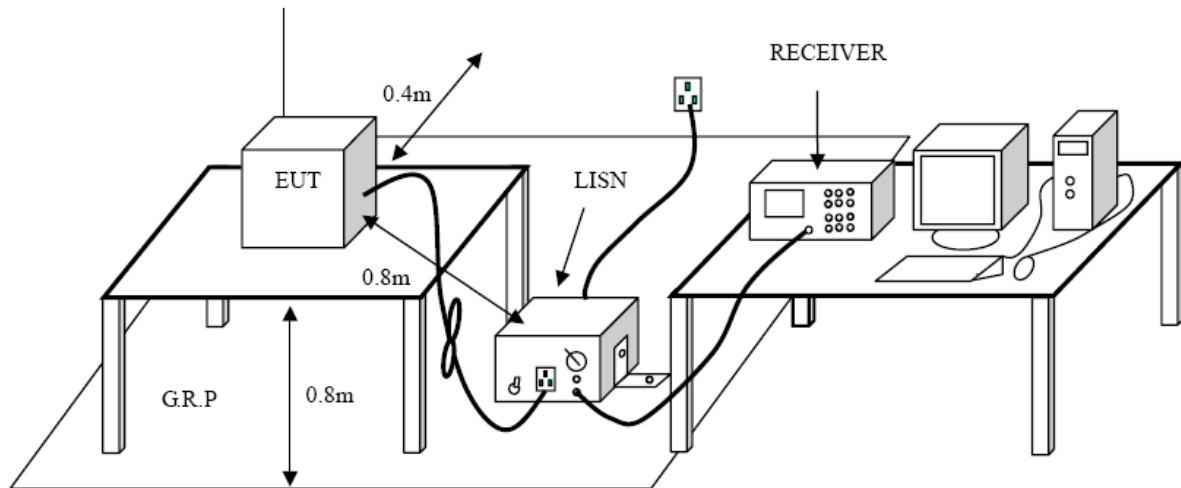 RECEIVER
0.4m
EUT
LISN
0.8m
G.R.P
0.8m